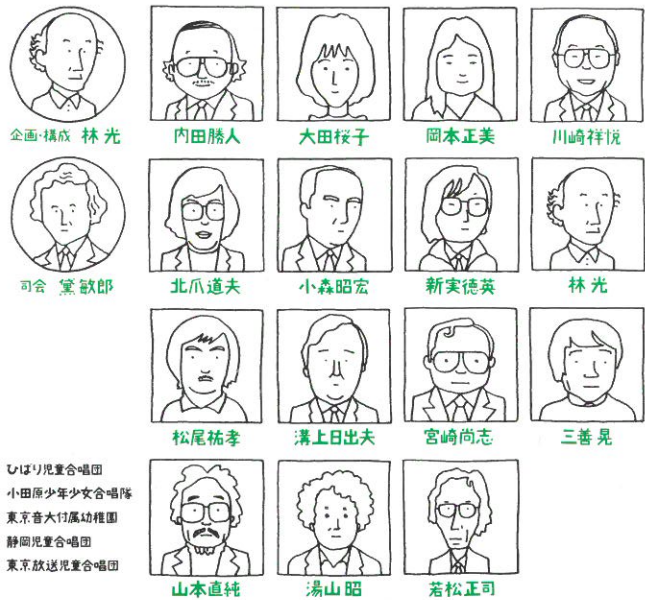 企画・構成 林 光
内田勝人
大田桜子
岡本正美
川崎祥悦
司会 黛 敏郎
北爪道夫
小森昭宏
新実徳英
林 光
松尾祐孝
溝上日出夫
宮崎尚志
三善 晃
ひばり児童合唱団
小田原少年少女合唱隊
東京音大付属幼稚園
静岡児童合唱団
東京放送児童合唱団
山本直純
湯山 昭
若松正司